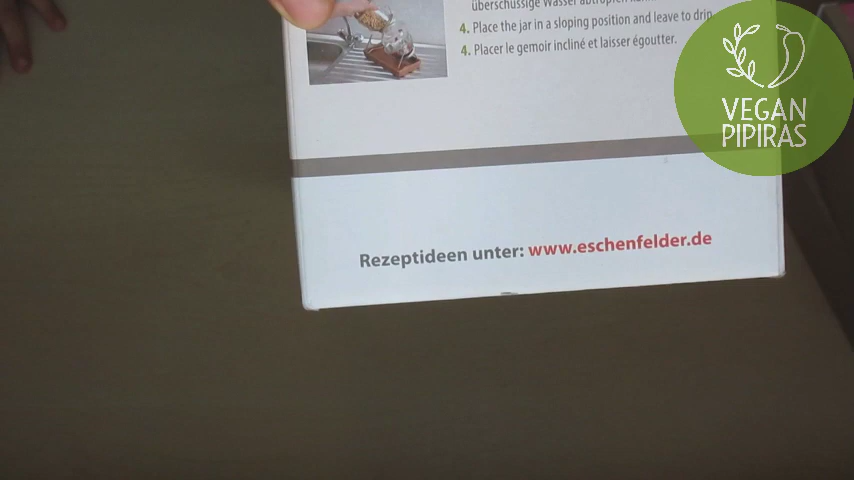 überschüssige Wasser abtropfen kann.
4. Place the jar in a sloping position and leave to drip.
4. Placer le gemoir incliné et laisser égoutter.
Rezeptideen unter: www.eschenfelder.de
VEGAN
PIPIRAS